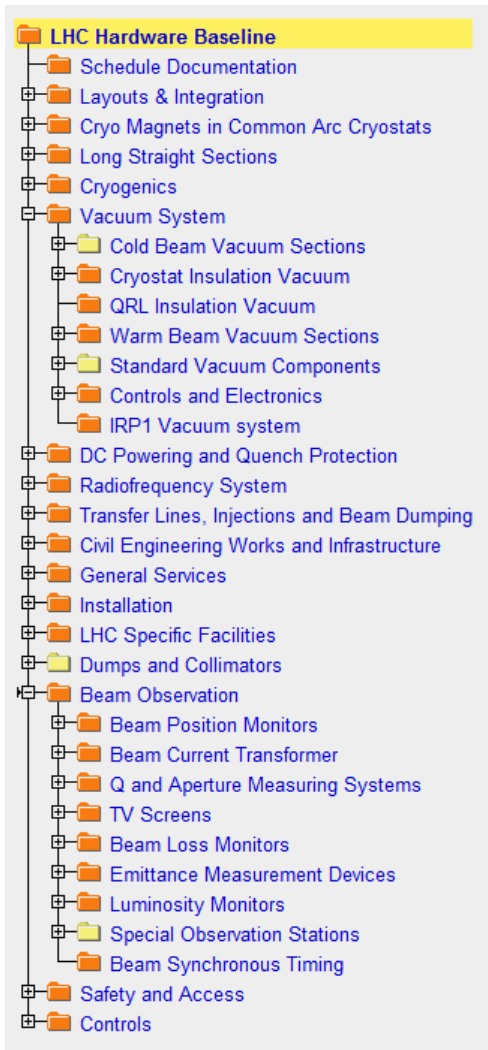 LHC Hardware Baseline
Schedule Documentation
Layouts & Integration
Cryo Magnets in Common Arc Cryostats
Long Straight Sections
Cryogenics
Vacuum System
Cold Beam Vacuum Sections
Cryostat Insulation Vacuum
QRL Insulation Vacuum
Warm Beam Vacuum Sections
Standard Vacuum Components
Controls and Electronics
IRP1 Vacuum system
DC Powering and Quench Protection
Radiofrequency System
Transfer Lines, Injections and Beam Dumping
Civil Engineering Works and Infrastructure
General Services
Installation
LHC Specific Facilities
Dumps and Collimators
Beam Observation
Beam Position Monitors
Beam Current Transformer
Q and Aperture Measuring Systems
TV Screens
Beam Loss Monitors
Emittance Measurement Devices
Luminosity Monitors
Special Observation Stations
Beam Synchronous Timing
Safety and Access
Controls